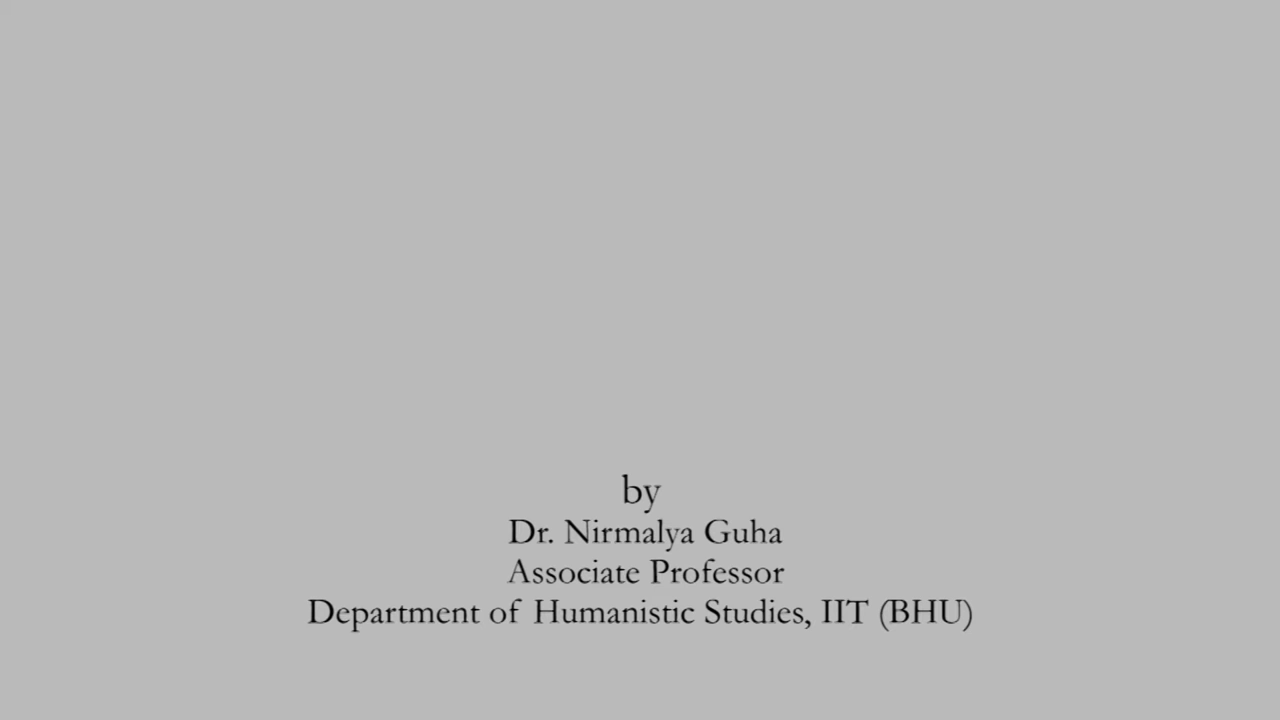 by
Dr. Nirmalya Guha
Associate Professor
Department of Humanistic Studies, IIT (BHU)